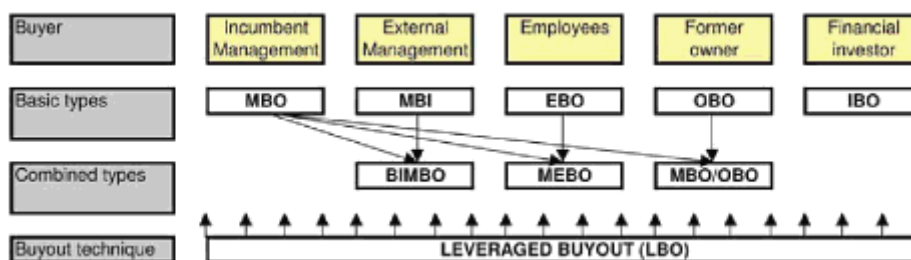 Buyer
Incumbent
Management
External
Management
Employees
Former
owner
Financial
investor
Basic types
MBO
MBI
EBO
OBO
IBO
Combined types
BIMBO
MEBO
MBO/OBO
Buyout technique
LEVERAGED BUYOUT (LBO)